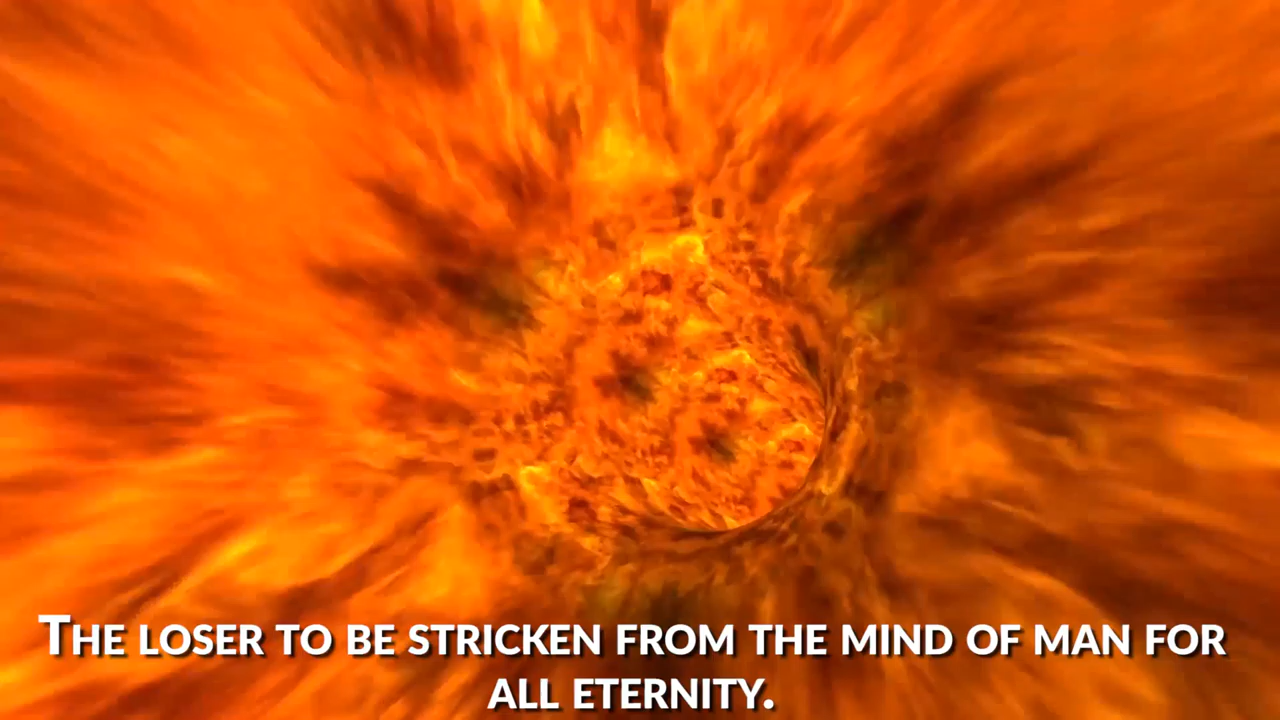 The loser to be stricken from the mind of man for
all eternity.